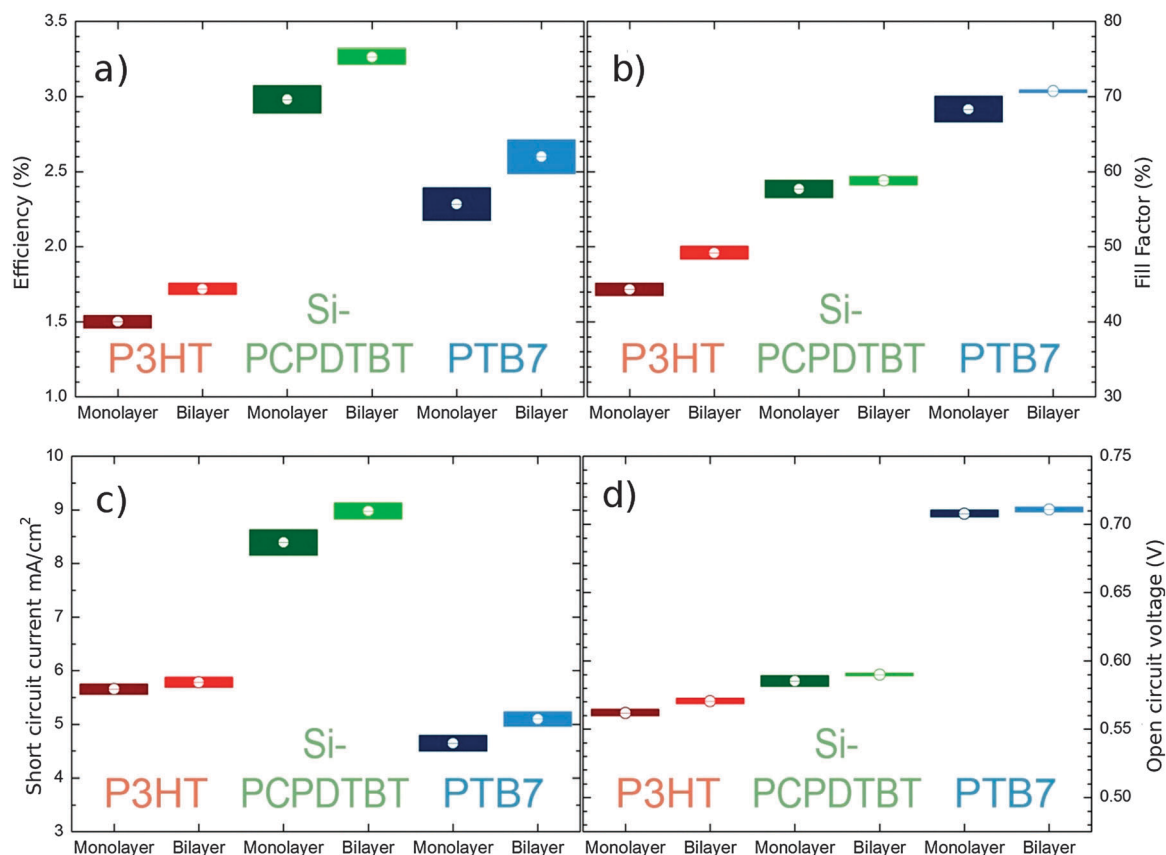 a)
3.5
3.0
2.5
2.0
1.5
1.0
Efficiency (%)
Si-
P3HT PCPDTBT PTB7
Monolayer Bilayer Monolayer Bilayer Monolayer Bilayer
b)
80
70
60
50
40
30
Fill Factor (%)
Si-
P3HT PCPDTBT PTB7
Monolayer Bilayer Monolayer Bilayer Monolayer Bilayer
c)
10
9
8
7
6
5
4
3
Short circuit current mA/cm²
Si-
P3HT PCPDTBT PTB7
Monolayer Bilayer Monolayer Bilayer Monolayer Bilayer
d)
0.75
0.70
0.65
0.60
0.55
0.50
Open circuit voltage (V)
Si-
P3HT PCPDTBT PTB7
Monolayer Bilayer Monolayer Bilayer Monolayer Bilayer